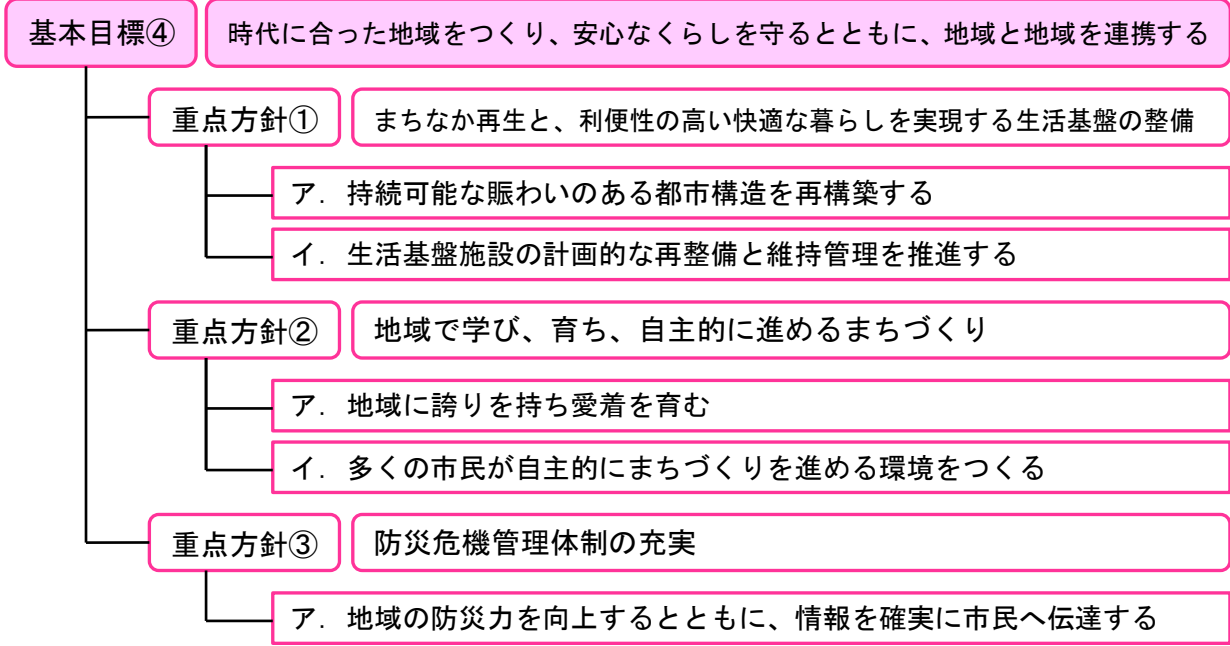 基本目標④ 時代に合った地域をつくり、安心なくらしを守るとともに、地域と地域を連携する
重点方針① まちなか再生と、利便性の高い快適な暮らしを実現する生活基盤の整備
ア. 持続可能な賑わいのある都市構造を再構築する
イ. 生活基盤施設の計画的な再整備と維持管理を推進する
重点方針② 地域で学び、育ち、自主的に進めるまちづくり
ア. 地域に誇りを持ち愛着を育む
イ. 多くの市民が自主的にまちづくりを進める環境をつくる
重点方針③ 防災危機管理体制の充実
ア. 地域の防災力を向上するとともに、情報を確実に市民へ伝達する